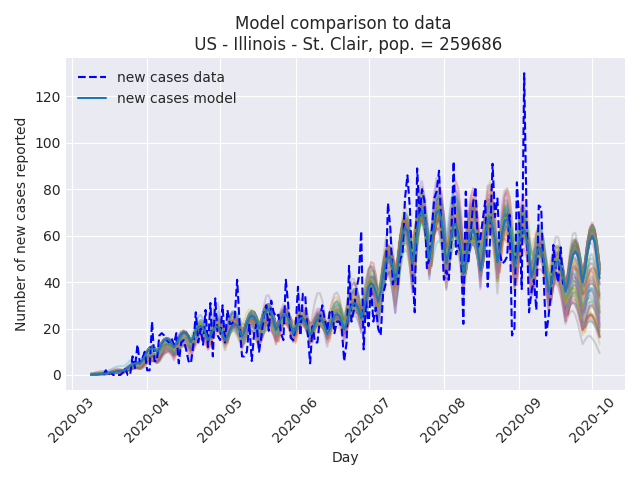 Model comparison to data
US - Illinois - St. Clair, pop. = 259686
new cases data
new cases model
Number of new cases reported
120
100
80
60
40
20
0
2020-03
2020-04
2020-05
2020-06
2020-07
2020-08
2020-09
2020-10
Day